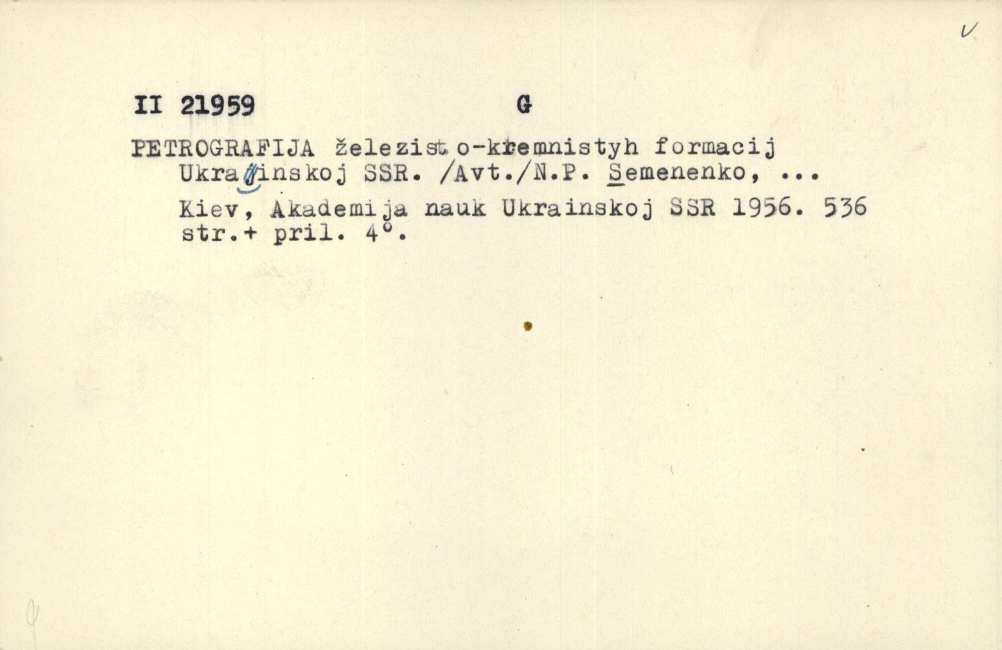 II 21959 G
PETROGRAFIJA železisto-kremnistyh formacij
Ukrainskoj SSR. /Avt./N.P. Semenenko, ...
Kiev, Akademija nauk Ukrainskoj SSR 1956. 536
str.+ pril. 4°.